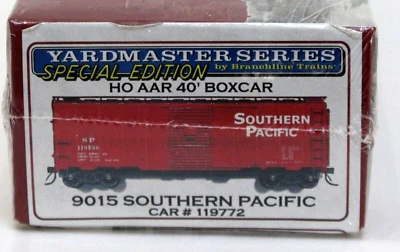 YARDMASTER SERIES
SPECIAL EDITION by Branchline Trains
HO AAR 40' BOXCAR
SOUTHERN
PACIFIC
SP
9015 SOUTHERN PACIFIC
CAR # 119772